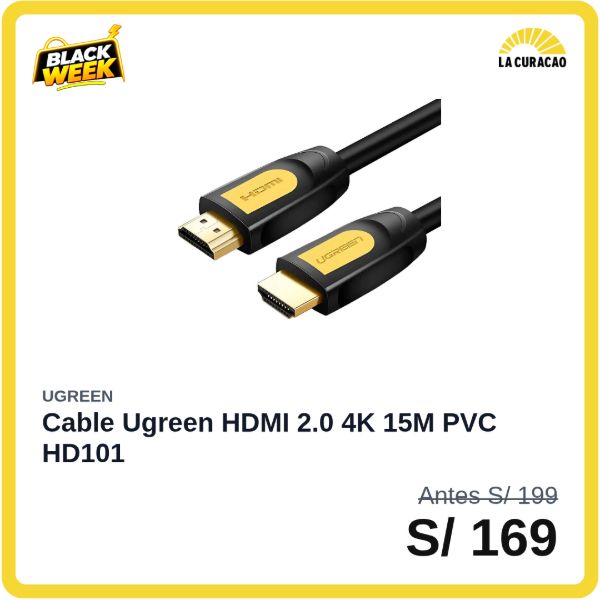 BLACK
WEEK
LA CURACAO
HDMI
UGREEN
UGREEN
Cable Ugreen HDMI 2.0 4K 15M PVC
HD101
Antes S/ 199
S/ 169